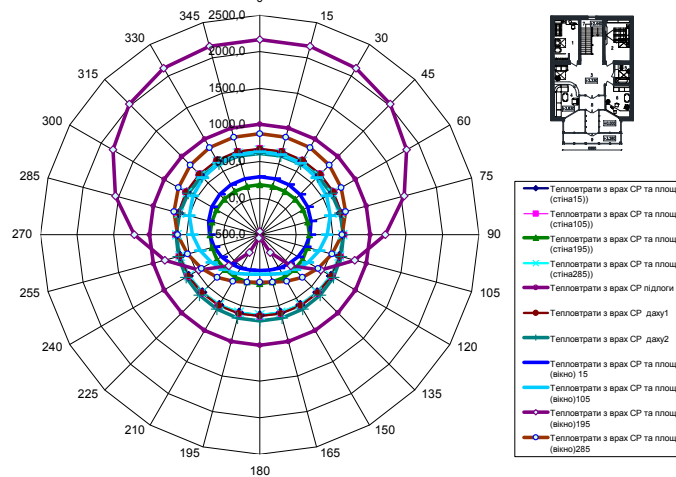 2500,0
2000,0
1500,0
1000,0
500,0
500,0
15
30
45
60
75
90
105
120
135
150
165
180
195
210
225
240
255
270
285
300
315
330
345
Тепловтрати з врах СР та площ
(стіна15))
Тепловтрати з врах СР та площ
(стіна105))
Тепловтрати з врах СР та площ
(стіна195))
Тепловтрати з врах СР та площ
(стіна285))
Тепловтрати з врах СР підлоги
Тепловтрати з врах СР даху1
Тепловтрати з врах СР даху2
Тепловтрати з врах СР та площ
(вікно) 15
Тепловтрати з врах СР та площ
(вікно)105
Тепловтрати з врах СР та площ
(вікно)195
Тепловтрати з врах СР та площ
(вікно)285